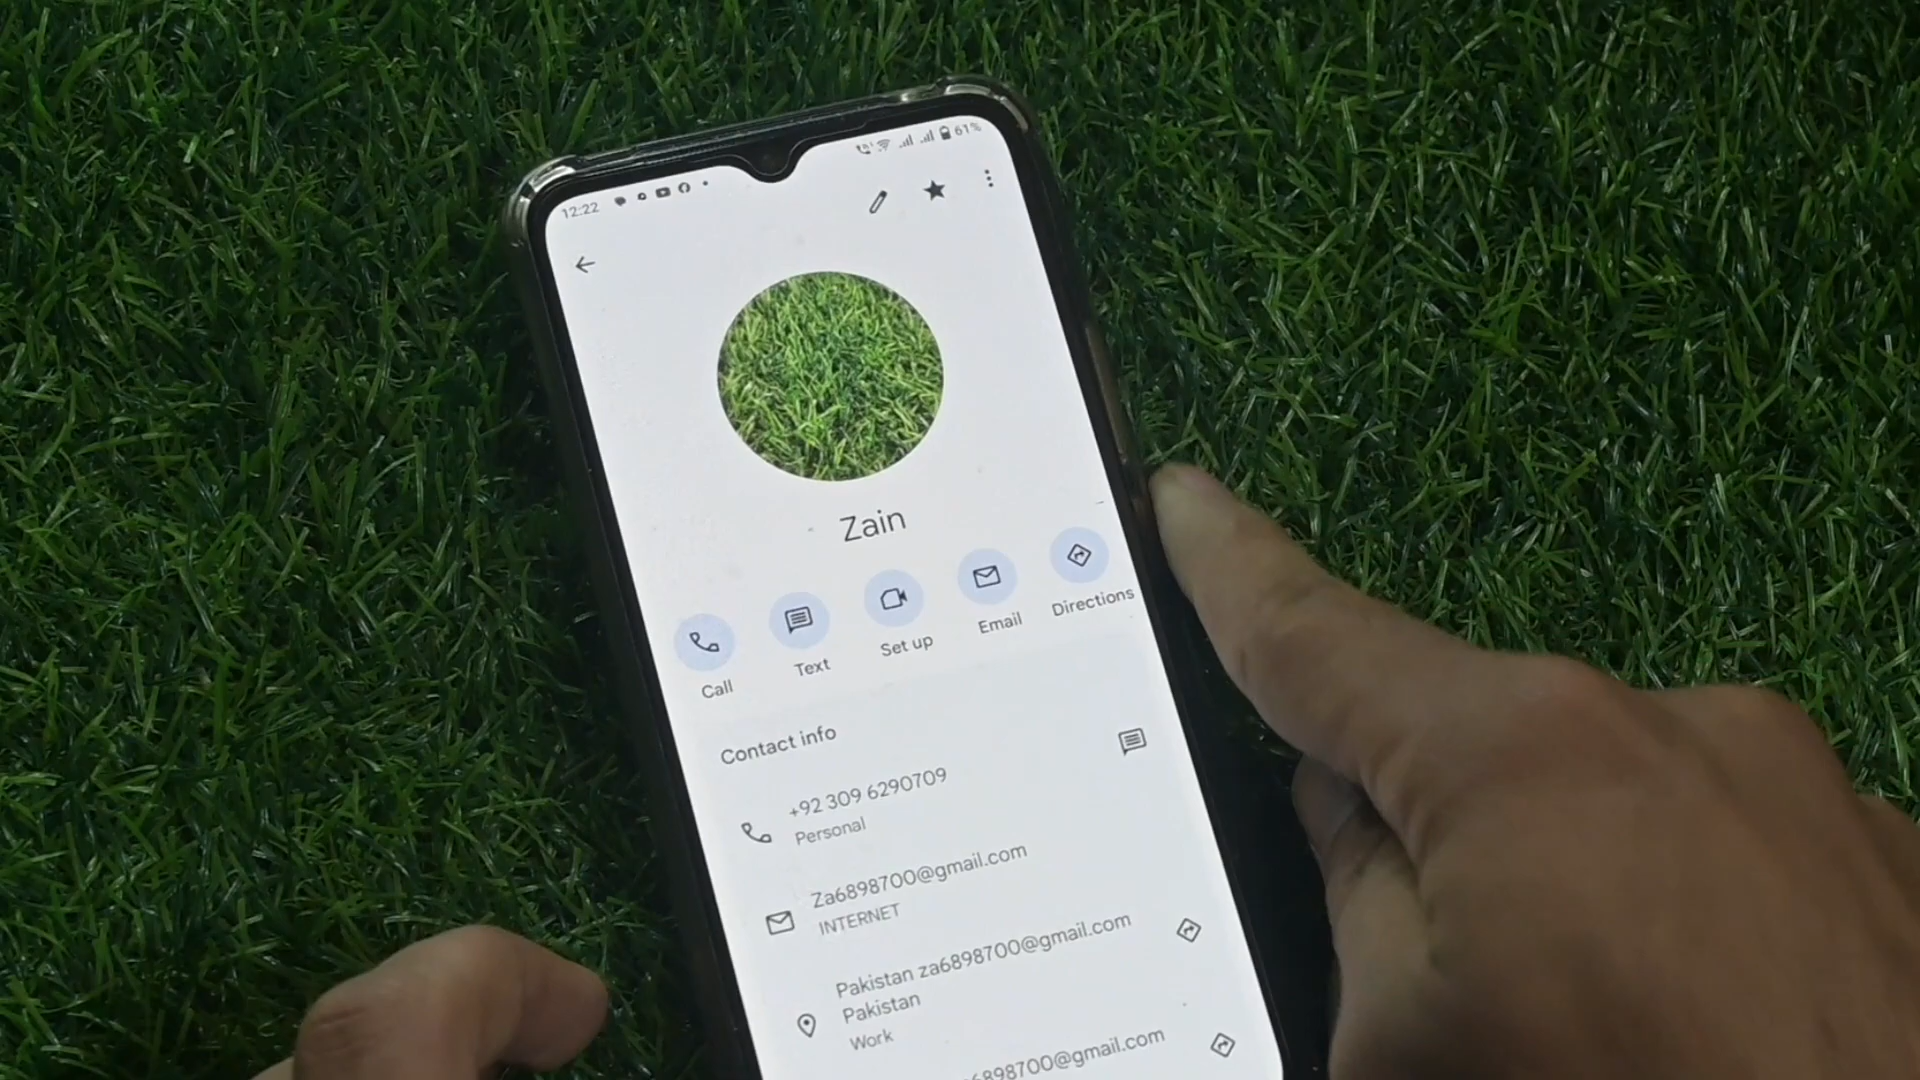 12:22
61%
Zain
Call
Text
Set up
Email
Directions
Contact info
+92 309 6290709
Personal
Za6898700@gmail.com
INTERNET
Pakistan za6898700@gmail.com
Pakistan
Work